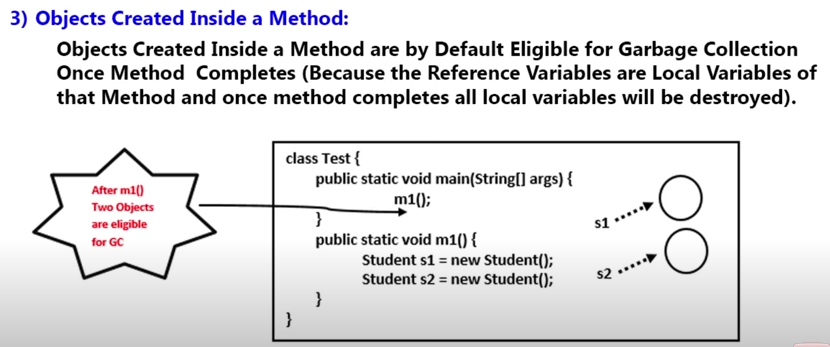 3) Objects Created Inside a Method:
Objects Created Inside a Method are by Default Eligible for Garbage Collection
Once Method Completes (Because the Reference Variables are Local Variables of
that Method and once method completes all local variables will be destroyed).
After m1()
Two Objects
are eligible
for GC
class Test {
public static void main(String[] args) {
m1();
}
public static void m1() {
Student s1 = new Student();
Student s2 = new Student();
}
}
s1
s2